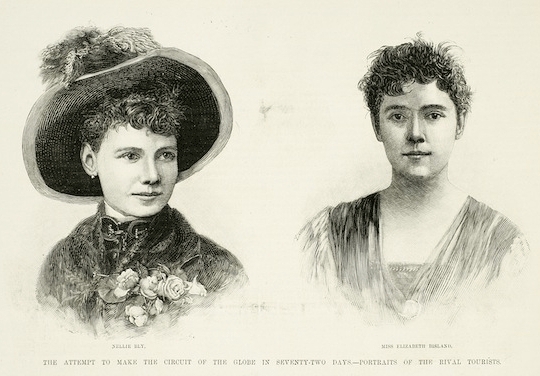 NELLIE BLY,
MISS ELIZABETH BISLAND,
THE ATTEMPT TO MAKE THE CIRCUIT OF THE GLOBE IN SEVENTY-TWO DAYS.—PORTRAITS OF THE RIVAL TOURISTS.